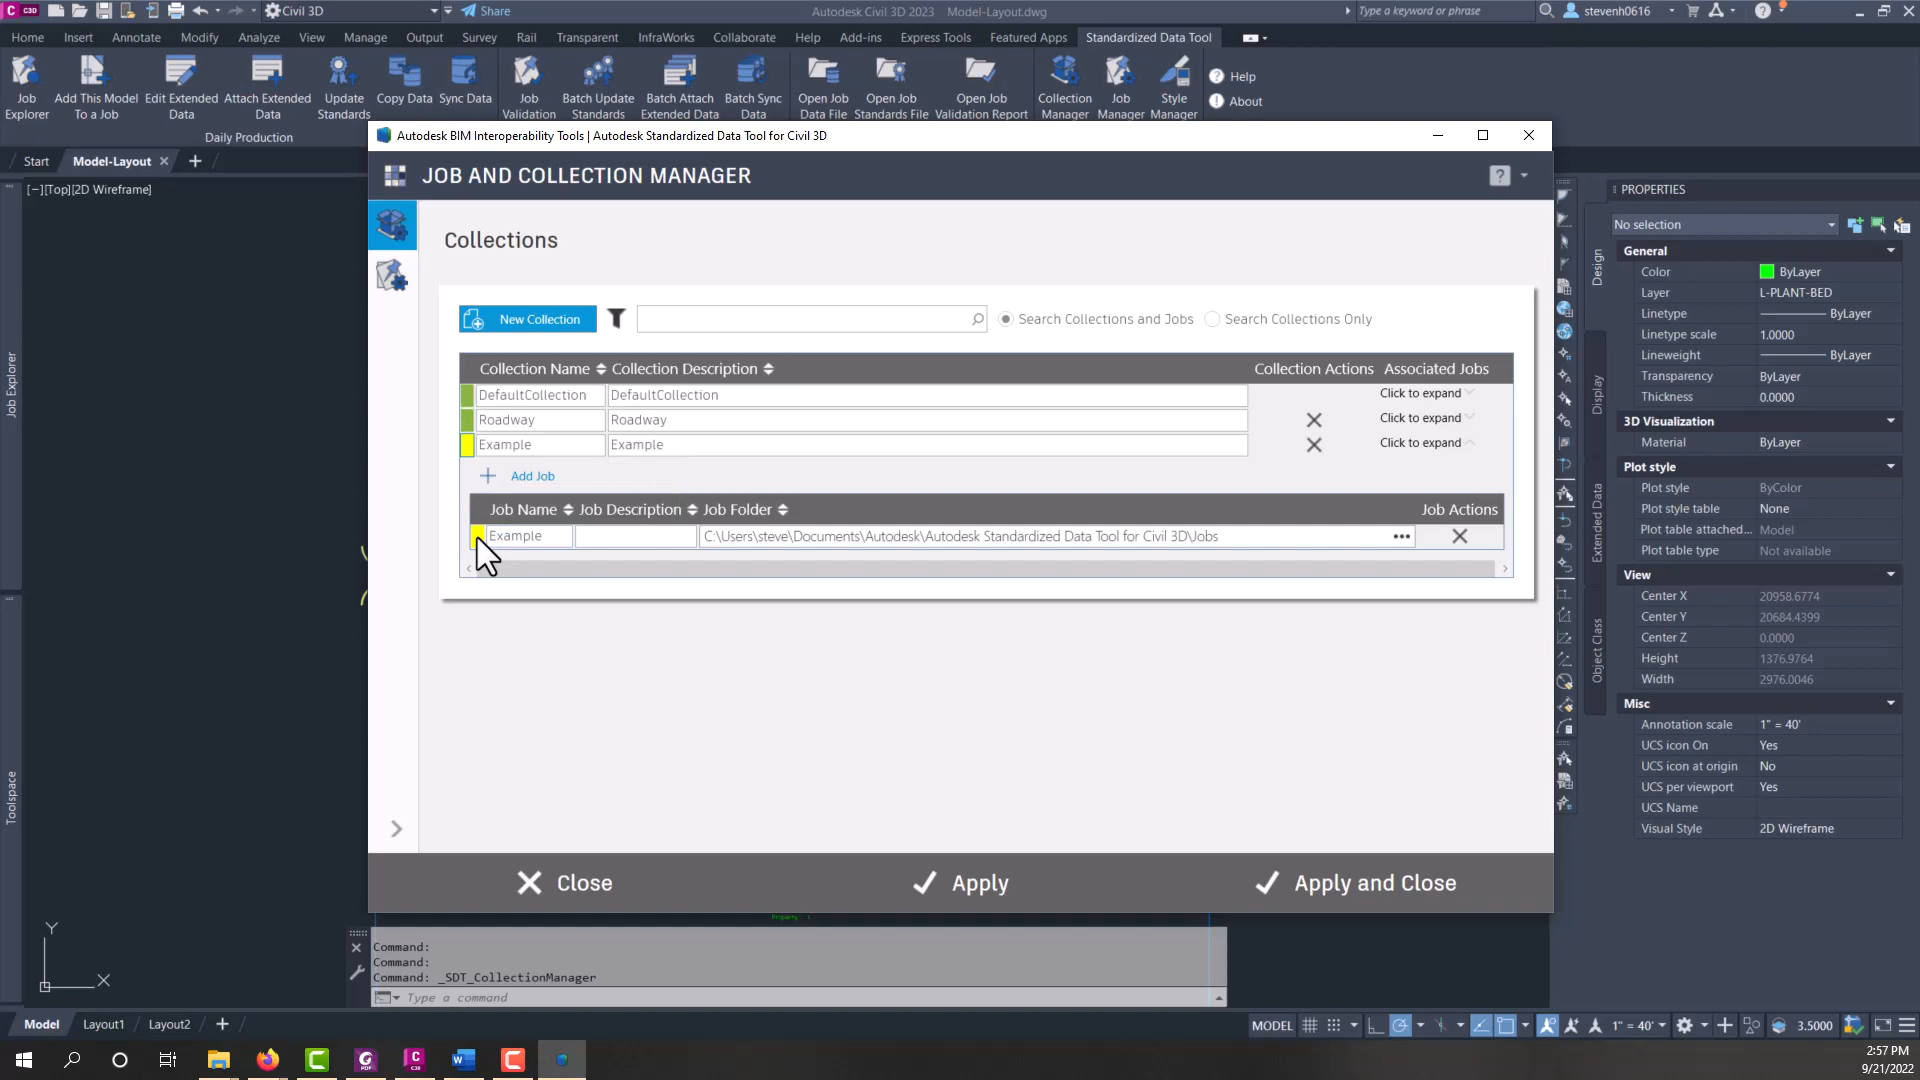 C C3D Civil 3D Share Autodesk Civil 3D 2023 Model-Layout.dwg Type a keyword or phrase stevenh0616
Home Insert Annotate Modify Analyze View Manage Output Survey Rail Transparent InfraWorks Collaborate Help Add-ins Express Tools Featured Apps Standardized Data Tool
Job Explorer
Add This Model To a Job
Edit Extended Data
Attach Extended Data
Update Standards
Copy Data
Sync Data
Job Validation
Batch Update Standards
Batch Attach Extended Data
Batch Sync Data
Open Job Data File
Open Job Standards File
Open Job Validation Report
Collection Manager
Job Manager
Style Manager
Help
About
Daily Production
Start Model-Layout
[−][Top][2D Wireframe]
Job Explorer
Toolspace
Autodesk BIM Interoperability Tools | Autodesk Standardized Data Tool for Civil 3D
JOB AND COLLECTION MANAGER
Collections
New Collection Search Collections and Jobs Search Collections Only
Collection Name Collection Description Collection Actions Associated Jobs
DefaultCollection DefaultCollection Click to expand
Roadway Roadway Click to expand
Example Example Click to expand
Add Job
Job Name Job Description Job Folder Job Actions
Example C:\Users\steve\Documents\Autodesk\Autodesk Standardized Data Tool for Civil 3D\Jobs
Close Apply Apply and Close
Property:
Command:
Command:
Command: _SDT_CollectionManager
Type a command
PROPERTIES
No selection
Design
Display
Extended Data
Object Class
General
Color ByLayer
Layer L-PLANT-BED
Linetype ByLayer
Linetype scale 1.0000
Lineweight ByLayer
Transparency ByLayer
Thickness 0.0000
3D Visualization
Material ByLayer
Plot style
Plot style ByColor
Plot style table None
Plot table attached... Model
Plot table type Not available
View
Center X 20958.6774
Center Y 20684.4399
Center Z 0.0000
Height 1376.9764
Width 2976.0046
Misc
Annotation scale 1" = 40'
UCS icon On Yes
UCS icon at origin No
UCS per viewport Yes
UCS Name
Visual Style 2D Wireframe
Y
X
Model Layout1 Layout2
MODEL 1" = 40' 3.5000
2:57 PM
9/21/2022